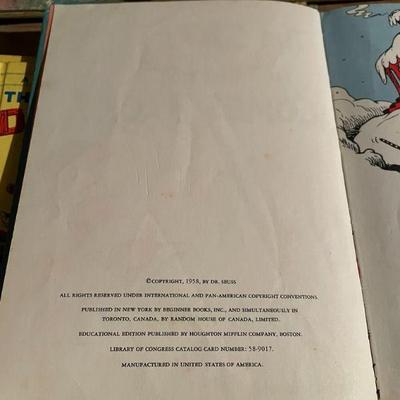 TH
©COPYRIGHT, 1958, BY DR. SEUSS
ALL RIGHTS RESERVED UNDER INTERNATIONAL AND PAN-AMERICAN COPYRIGHT CONVENTIONS.
PUBLISHED IN NEW YORK BY BEGINNER BOOKS, INC., AND SIMULTANEOUSLY IN
TORONTO, CANADA, BY RANDOM HOUSE OF CANADA, LIMITED.
EDUCATIONAL EDITION PUBLISHED BY HOUGHTON MIFFLIN COMPANY, BOSTON.
LIBRARY OF CONGRESS CATALOG CARD NUMBER: 58-9017.
MANUFACTURED IN UNITED STATES OF AMERICA.